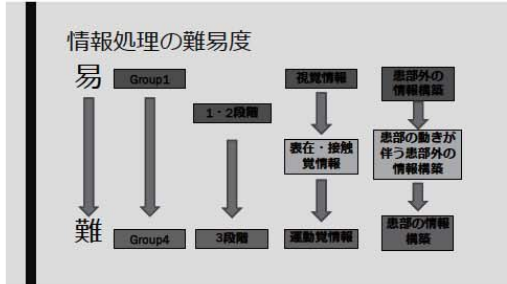 情報処理の難易度
易
Group1
視覚情報
患部外の
情報構築
1・2段階
表在・接触
覚情報
患部の動きが
伴う患部外の
情報構築
難
Group4
3段階
運動覚情報
患部の情報
構築